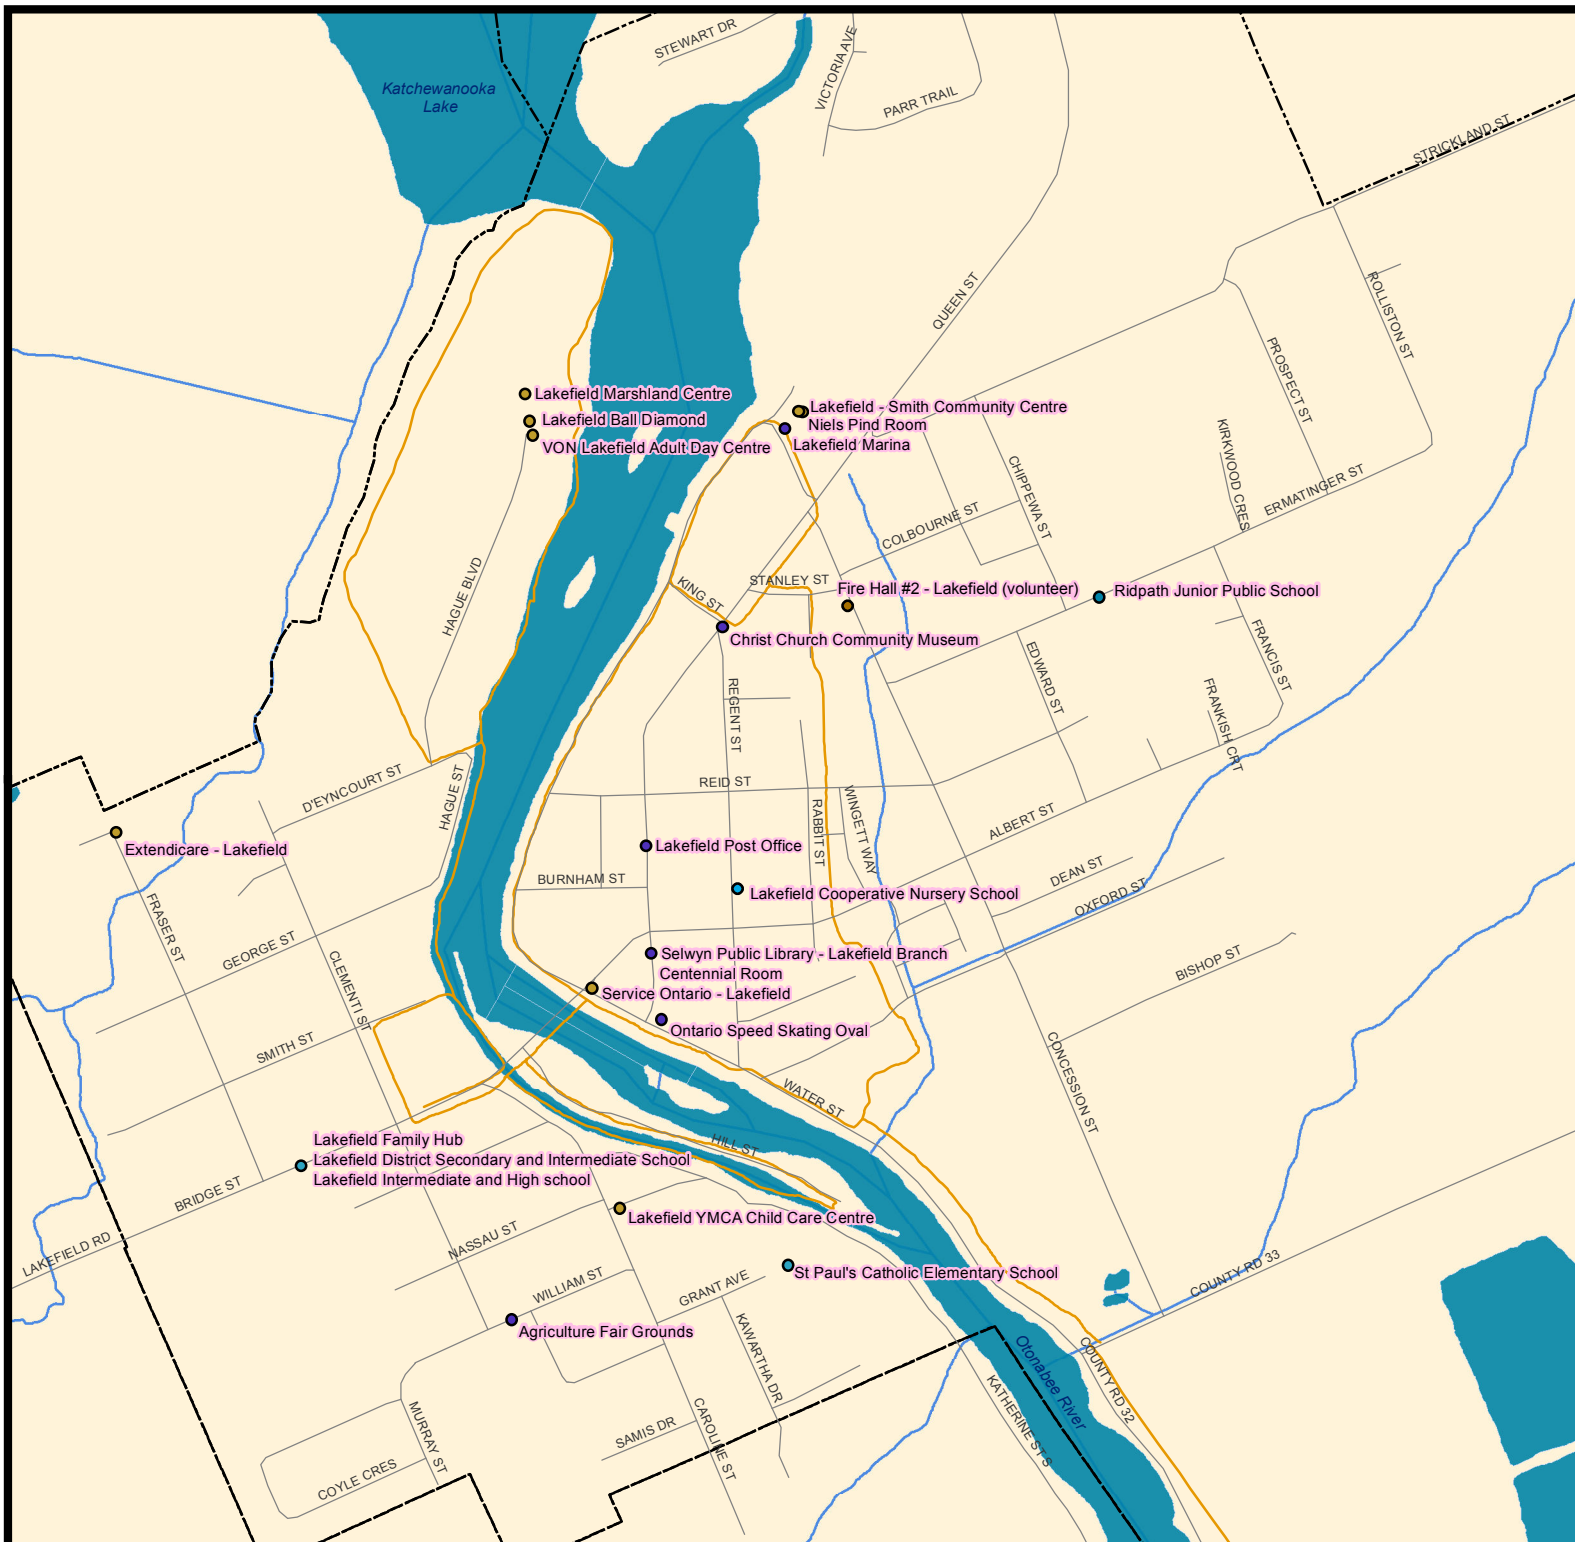 STEWART DR
VICTORIA AVE
Katchewanooka
Lake
PARR TRAIL
STRICKLAND ST
QUEEN ST
ROLLISTON ST
PROSPECT ST
Lakefield Marshland Centre
Lakefield - Smith Community Centre
Lakefield Ball Diamond
Niels Pind Room
VON Lakefield Adult Day Centre
Lakefield Marina
KIRKWOOD CRES
CHIPPEWA ST
ERMATINGER ST
COLBOURNE ST
HAGUE BLVD
KING ST
STANLEY ST
Fire Hall #2 - Lakefield (volunteer)
Ridpath Junior Public School
Christ Church Community Museum
FRANCIS ST
EDWARD ST
REGENT ST
FRANKISH CRT
D'EYNCOURT ST
HAGUE ST
REID ST
RABBIT ST
WINGETT WAY
ALBERT ST
Extendicare - Lakefield
Lakefield Post Office
BURNHAM ST
Lakefield Cooperative Nursery School
DEAN ST
OXFORD ST
FRASER ST
GEORGE ST
CLEMENTI ST
Selwyn Public Library - Lakefield Branch
Centennial Room
BISHOP ST
Service Ontario - Lakefield
Ontario Speed Skating Oval
SMITH ST
WATER ST
CONCESSION ST
HILL ST
Lakefield Family Hub
Lakefield District Secondary and Intermediate School
Lakefield Intermediate and High school
BRIDGE ST
Lakefield YMCA Child Care Centre
LAKEFIELD RD
NASSAU ST
St Paul's Catholic Elementary School
WILLIAM ST
GRANT AVE
COUNTY RD 33
Agriculture Fair Grounds
KAWARTHA DR
Otonabee River
COUNTY RD 32
KATHERINE ST S
MURRAY ST
SAMIS DR
CAROLINE ST
COYLE CRES